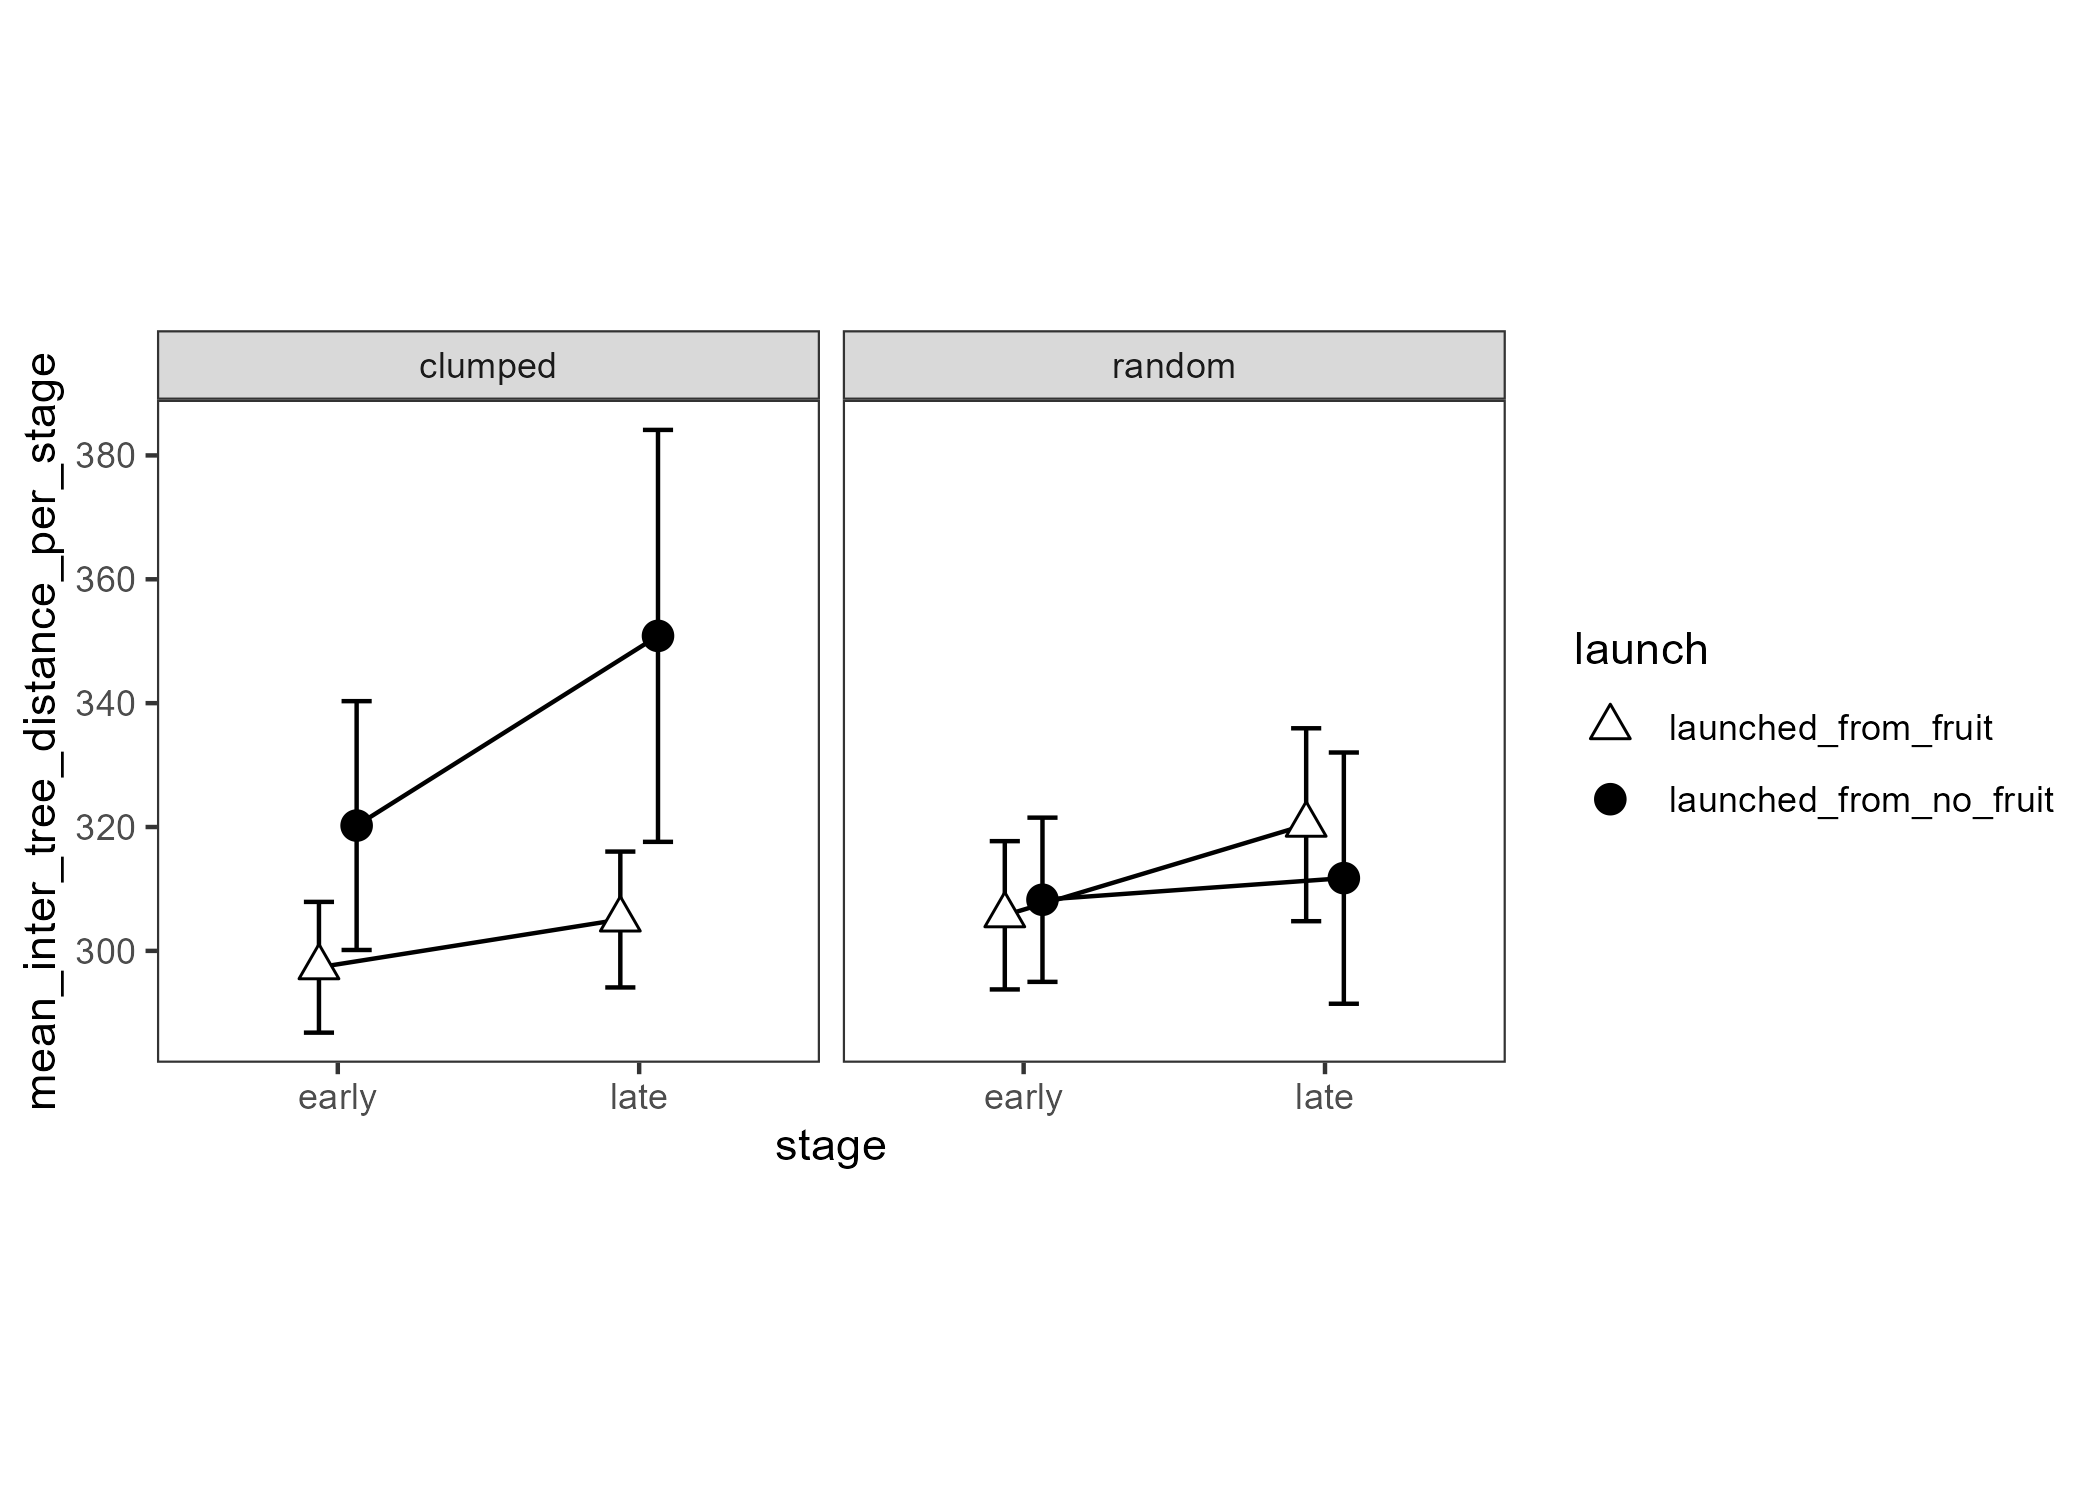 clumped
random
mean_inter_tree_distance_per_stage
380
360
340
320
300
early
late
early
late
stage
launch
launched_from_fruit
launched_from_no_fruit